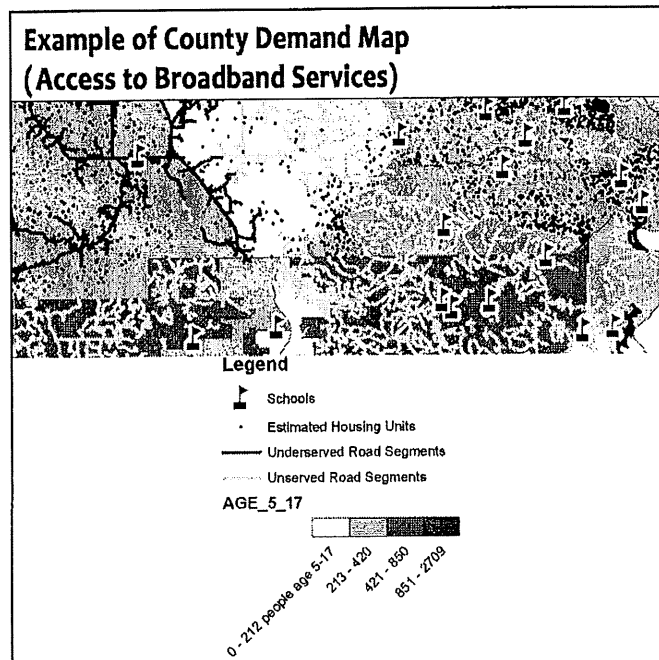 Example of County Demand Map
(Access to Broadband Services)
Legend
Schools
Estimated Housing Units
Underserved Road Segments
Unserved Road Segments
AGE_5_17
0 - 212 people age 5-17
213 - 420
421 - 850
851 - 2709